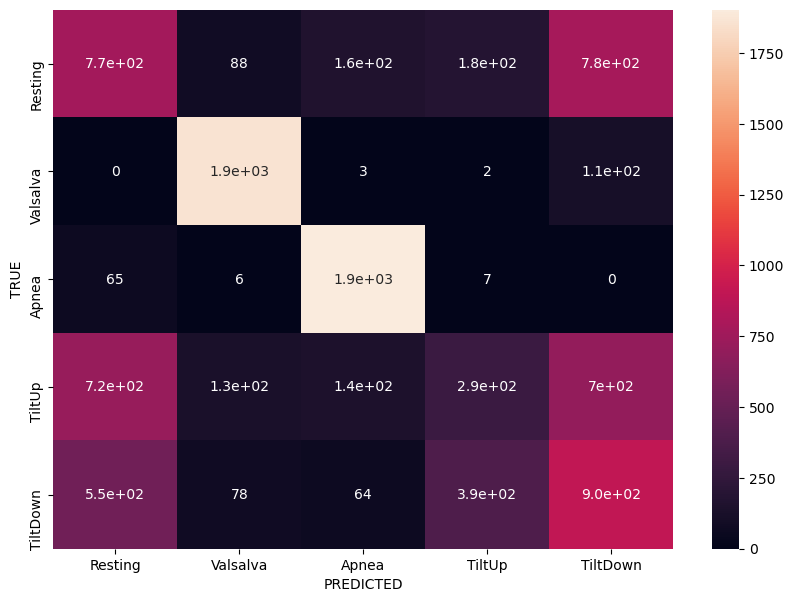 Resting 7.7e+02 88 1.6e+02 1.8e+02 7.8e+02
Valsalva 0 1.9e+03 3 2 1.1e+02
Apnea 65 6 1.9e+03 7 0
TiltUp 7.2e+02 1.3e+02 1.4e+02 2.9e+02 7e+02
TiltDown 5.5e+02 78 64 3.9e+02 9.0e+02
TRUE
Resting Valsalva Apnea TiltUp TiltDown
PREDICTED
1750
1500
1250
1000
750
500
250
0